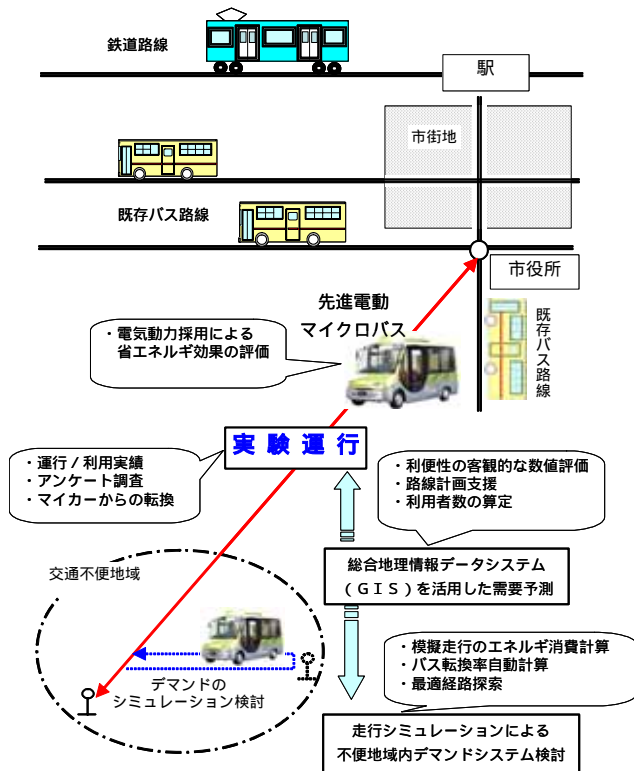 鉄道路線
駅
市街地
既存バス路線
市役所
先進電動
マイクロバス
既存バス路線
・電気動力採用による
省エネルギ効果の評価
実験運行
・運行/利用実績
・アンケート調査
・マイカーからの転換
・利便性の客観的な数値評価
・路線計画支援
・利用者数の算定
総合地理情報データシステム
(GIS)を活用した需要予測
交通不便地域
デマンドの
シミュレーション検討
・模擬走行のエネルギ消費計算
・バス転換率自動計算
・最適経路探索
走行シミュレーションによる
不便地域内デマンドシステム検討